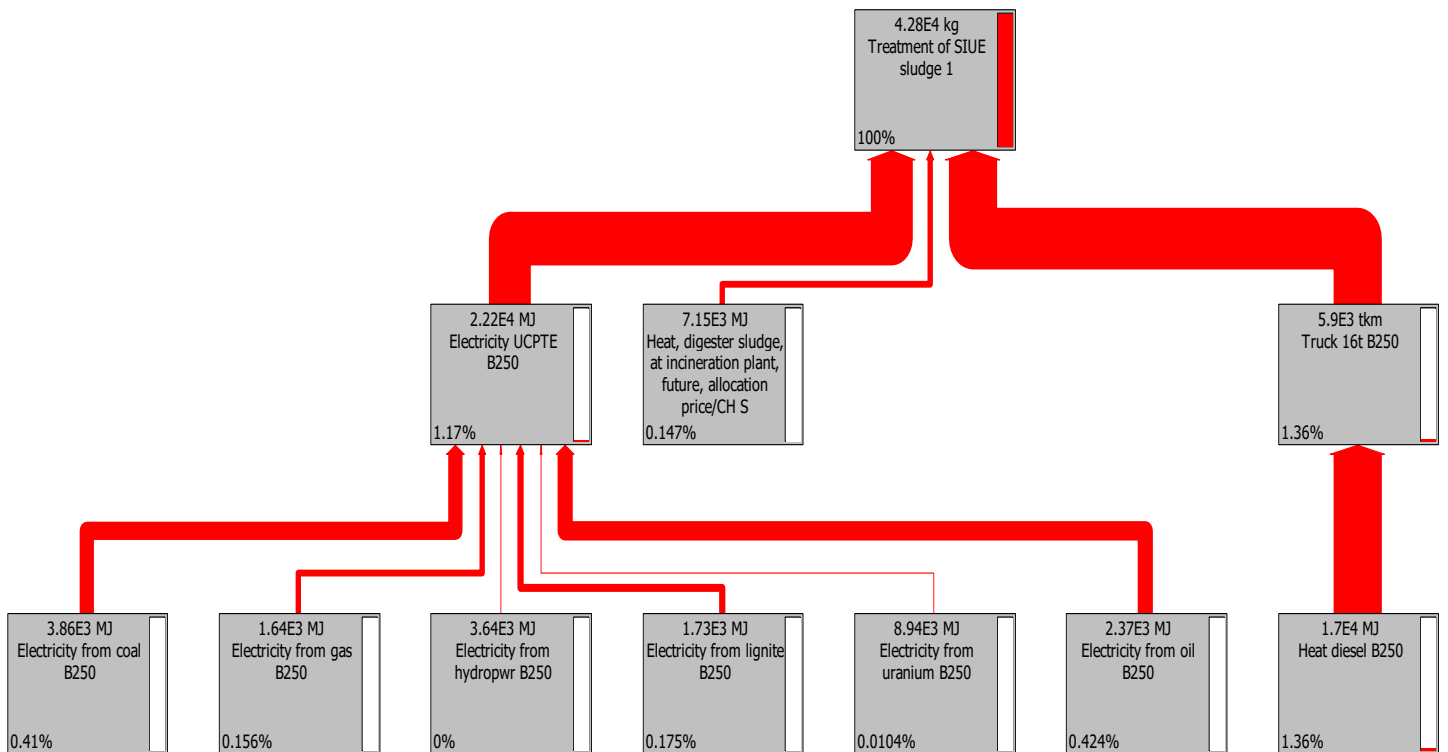 4.28E4 kg
Treatment of SIUE
sludge 1
100%
2.22E4 MJ
Electricity UCPTE
B250
1.17%
7.15E3 MJ
Heat, digester sludge,
at incineration plant,
future, allocation
price/CH S
0.147%
5.9E3 tkm
Truck 16t B250
1.36%
3.86E3 MJ
Electricity from coal
B250
0.41%
1.64E3 MJ
Electricity from gas
B250
0.156%
3.64E3 MJ
Electricity from
hydropwr B250
0%
1.73E3 MJ
Electricity from lignite
B250
0.175%
8.94E3 MJ
Electricity from
uranium B250
0.0104%
2.37E3 MJ
Electricity from oil
B250
0.424%
1.7E4 MJ
Heat diesel B250
1.36%